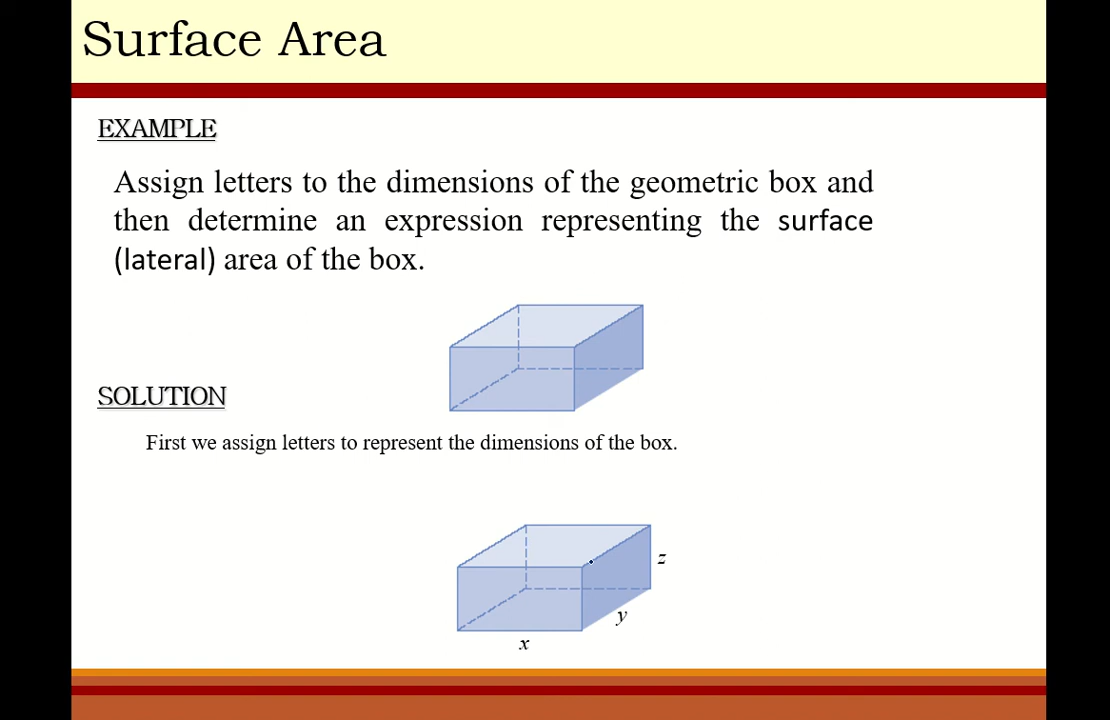 Surface Area
EXAMPLE
Assign letters to the dimensions of the geometric box and
then determine an expression representing the surface
(lateral) area of the box.
SOLUTION
First we assign letters to represent the dimensions of the box.
z
y
x